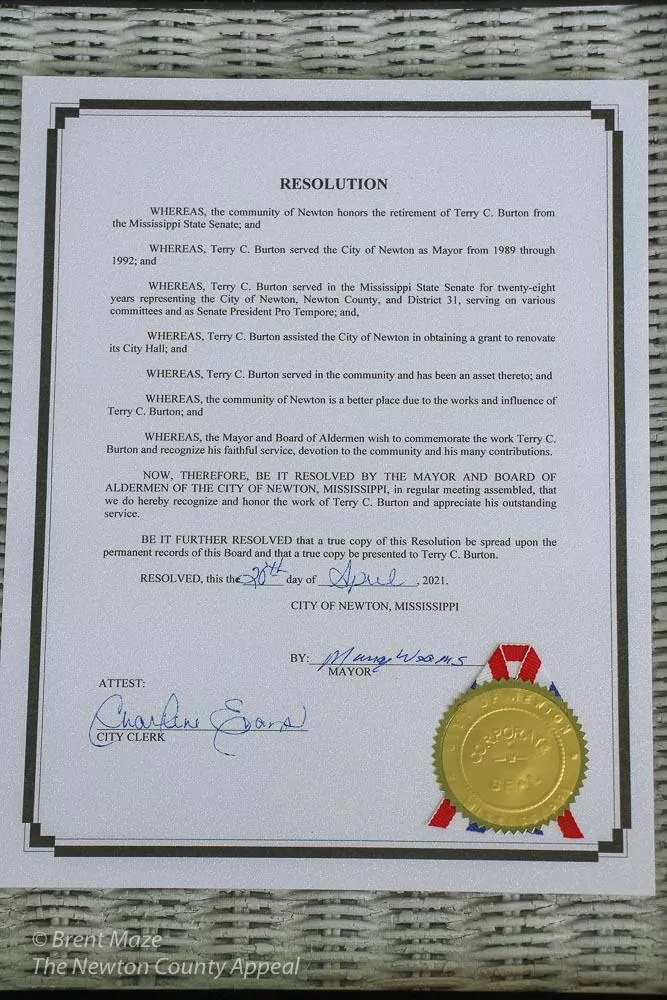 RESOLUTION
WHEREAS, the community of Newton honors the retirement of Terry C. Burton from
the Mississippi State Senate; and
WHEREAS, Terry C. Burton served the City of Newton as Mayor from 1989 through
1992; and
WHEREAS, Terry C. Burton served in the Mississippi State Senate for twenty-eight
years representing the City of Newton, Newton County, and District 31, serving on various
committees and as Senate President Pro Tempore; and,
WHEREAS, Terry C. Burton assisted the City of Newton in obtaining a grant to renovate
its City Hall; and
WHEREAS, Terry C. Burton served in the community and has been an asset thereto; and
WHEREAS, the community of Newton is a better place due to the works and influence of
Terry C. Burton; and
WHEREAS, the Mayor and Board of Aldermen wish to commemorate the work Terry C.
Burton and recognize his faithful service, devotion to the community and his many contributions.
NOW, THEREFORE, BE IT RESOLVED BY THE MAYOR AND BOARD OF
ALDERMEN OF THE CITY OF NEWTON, MISSISSIPPI, in regular meeting assembled, that
we do hereby recognize and honor the work of Terry C. Burton and appreciate his outstanding
service.
BE IT FURTHER RESOLVED that a true copy of this Resolution be spread upon the
permanent records of this Board and that a true copy be presented to Terry C. Burton.
RESOLVED, this the 20th day of April, 2021.
CITY OF NEWTON, MISSISSIPPI
BY: Weems
MAYOR
ATTEST:
Charlene Evans
CITY CLERK
CITY OF NEWTON
CORPORATE
SEAL
© Brent Maze
The Newton County Appeal